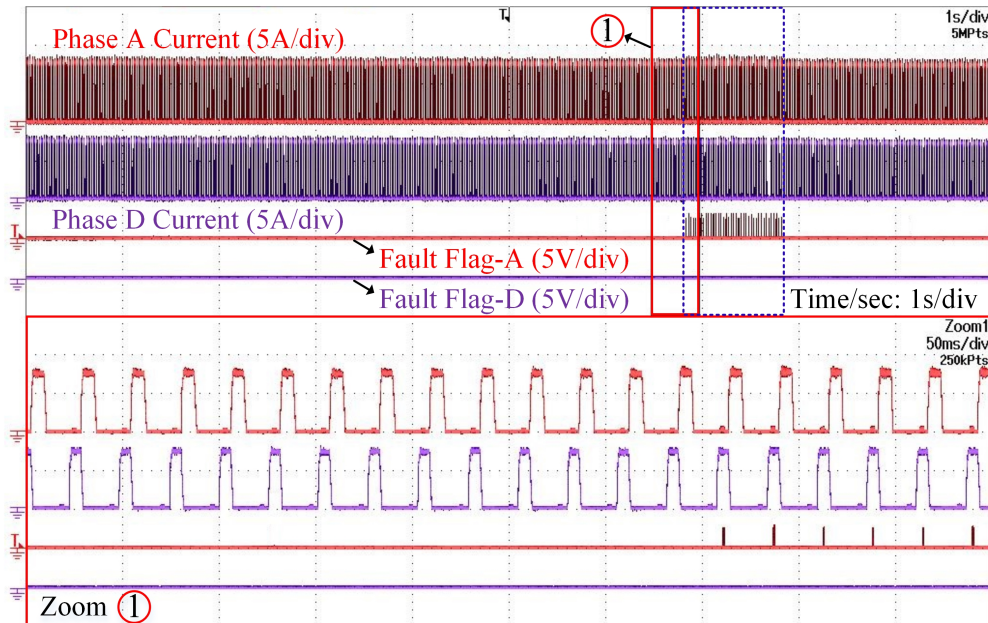 T
1s/div
5MPts
Phase A Current (5A/div)
1
Phase D Current (5A/div)
T
Fault Flag-A (5V/div)
Fault Flag-D (5V/div)
Time/sec: 1s/div
Zoom1
50ms/div
250kPts
T
Zoom 1